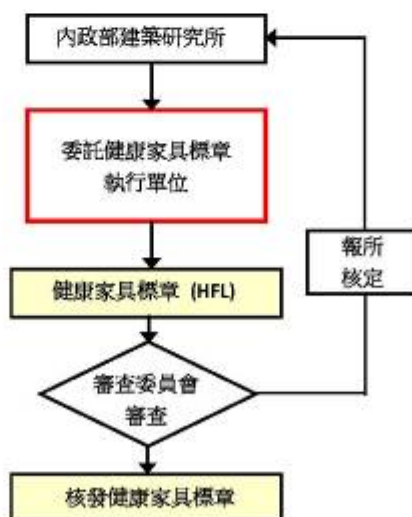 內政部建築研究所
委託健康家具標章
執行單位
報所
核定
健康家具標章 (HFL)
審查委員會
審查
核發健康家具標章